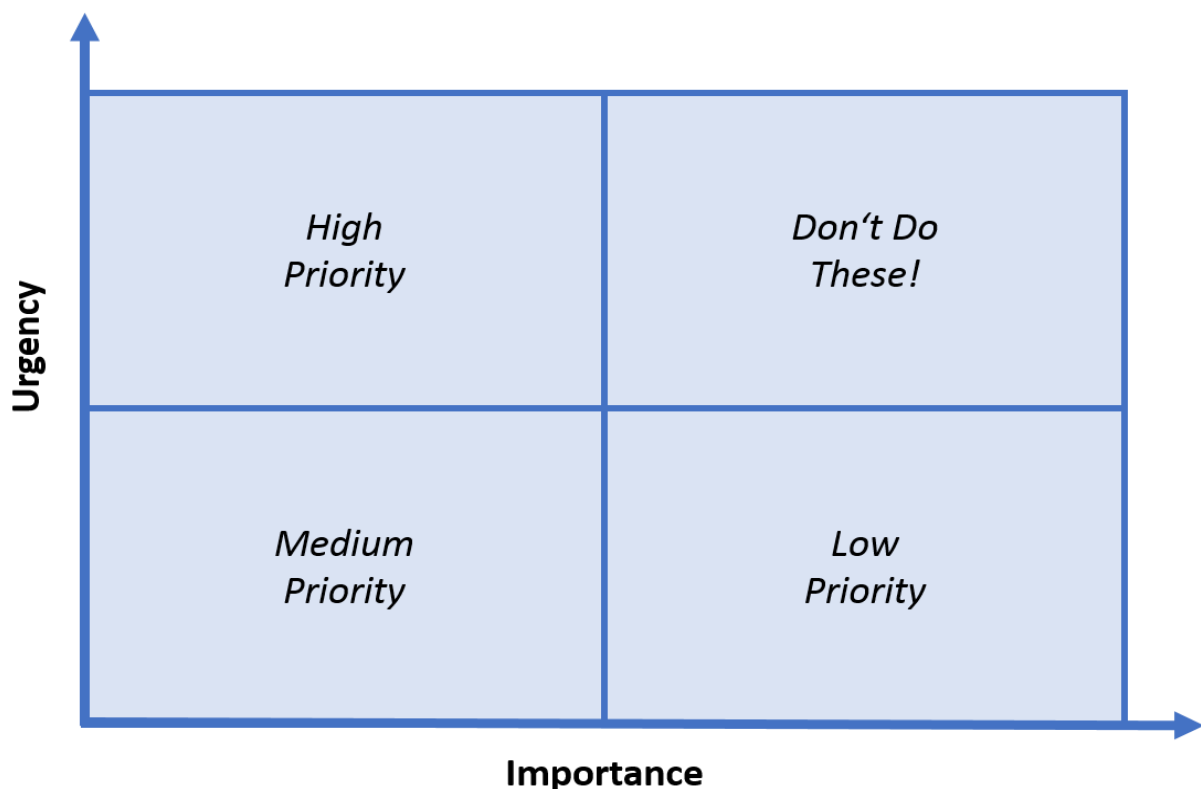 High
Priority
Don‘t Do
These!
Urgency
Medium
Priority
Low
Priority
Importance